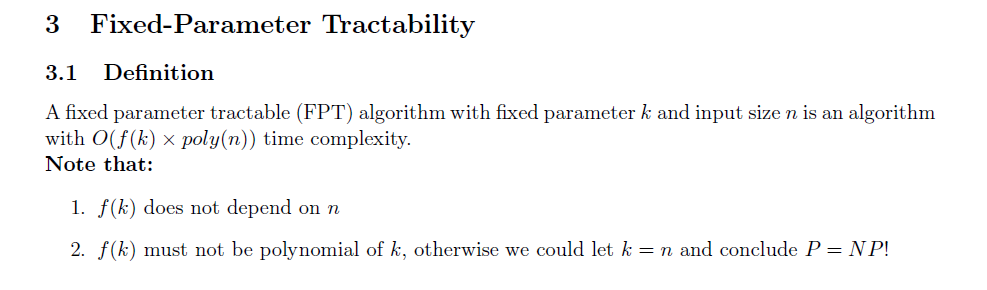 3 Fixed-Parameter Tractability
3.1 Definition
A fixed parameter tractable (FPT) algorithm with fixed parameter k and input size n is an algorithm
with O(f(k) × poly(n)) time complexity.
Note that:
1. f(k) does not depend on n
2. f(k) must not be polynomial of k, otherwise we could let k = n and conclude P = NP!